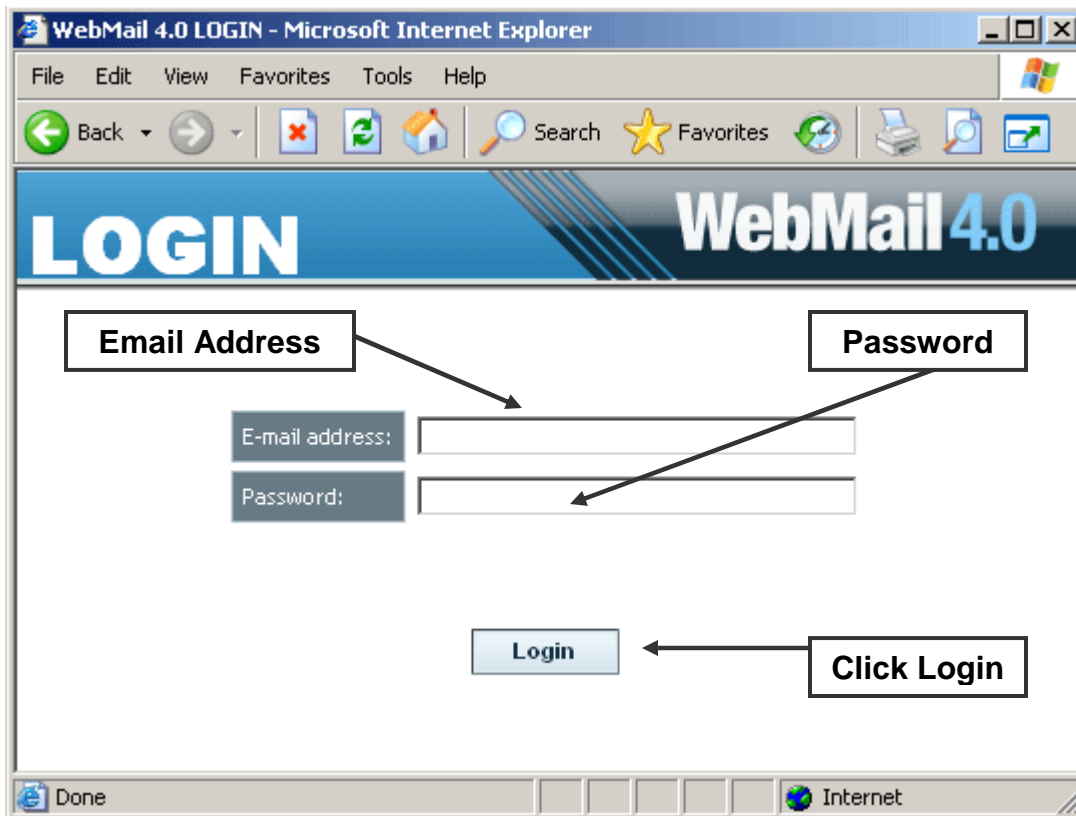 WebMail 4.0 LOGIN - Microsoft Internet Explorer
File Edit View Favorites Tools Help
Back Search Favorites
LOGIN WebMail 4.0
Email Address Password
E-mail address:
Password:
Login
Click Login
Done Internet